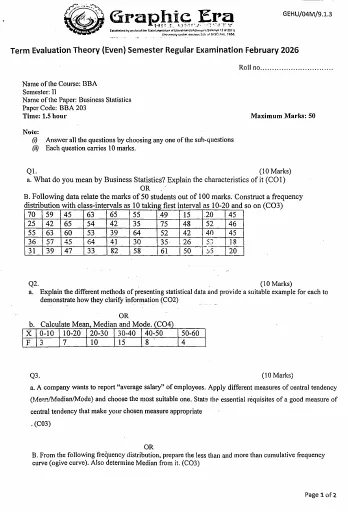 GEHU/04M/9.1.3
Graphic Era
HILL UNIVERSITY
Term Evaluation Theory (Even) Semester Regular Examination February 2026
Roll no..............................
Name of the Course: BBA
Semester: II
Name of the Paper: Business Statistics
Paper Code: BBA 203
Time: 1.5 hour Maximum Marks: 50
Note:
(i) Answer all the questions by choosing any one of the sub-questions
(ii) Each question carries 10 marks.
Q1. (10 Marks)
a. What do you mean by Business Statistics? Explain the characteristics of it (CO1)
OR
B. Following data relate the marks of 50 students out of 100 marks. Construct a frequency
distribution with class-intervals as 10 taking first interval as 10-20 and so on (CO3)
70 59 45 63 65 55 49 15 20 45
25 42 65 54 42 35 75 48 52 46
55 63 60 53 39 64 52 42 40 45
36 57 45 64 41 30 35 26 53 18
31 39 47 33 82 58 61 50 55 20
Q2. (10 Marks)
a. Explain the different methods of presenting statistical data and provide a suitable example for each to
demonstrate how they clarify information (CO2)
OR
b. Calculate Mean, Median and Mode. (CO4)
X 0-10 10-20 20-30 30-40 40-50 50-60
F 3 7 10 15 8 4
Q3. (10 Marks)
a. A company wants to report "average salary" of employees. Apply different measures of central tendency
(Mean/Median/Mode) and choose the most suitable one. State the essential requisites of a good measure of
central tendency that make your chosen measure appropriate
. (C03)
OR
B. From the following frequency distribution, prepare the less than and more than cumulative frequency
curve (ogive curve). Also determine Median from it. (CO3)
Page 1 of 2